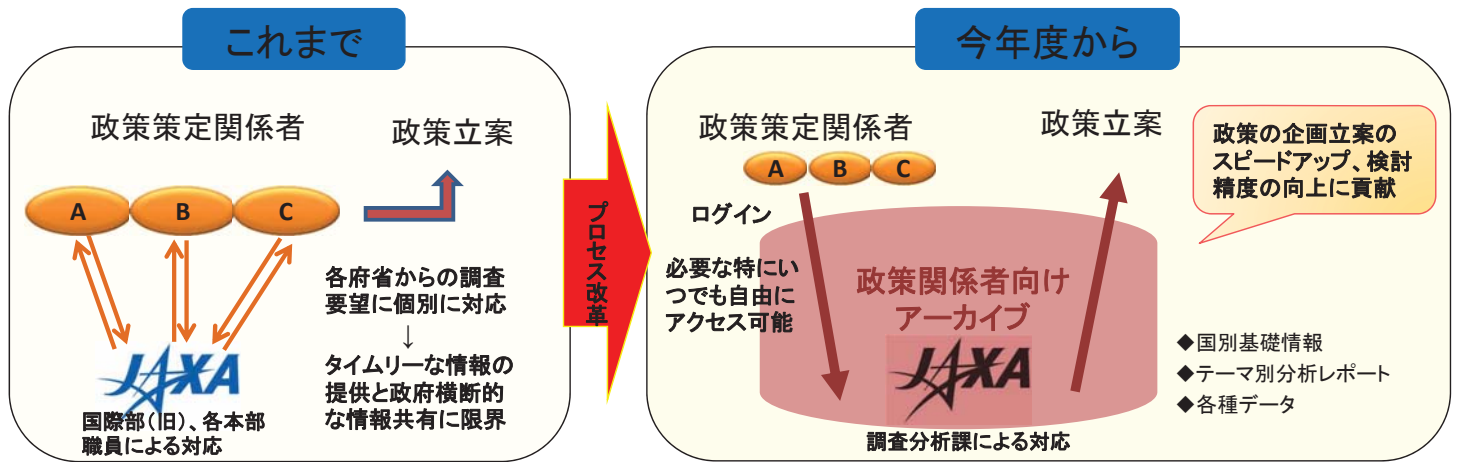 これまで
政策策定関係者
政策立案
A
B
C
各府省からの調査
要望に個別に対応
↓
タイムリーな情報の
提供と政府横断的
な情報共有に限界
JAXA
国際部(旧)、各本部
職員による対応
プロセス改革
今年度から
政策策定関係者
A
B
C
政策立案
政策の企画立案の
スピードアップ、検討
精度の向上に貢献
ログイン
必要な特にい
つでも自由に
アクセス可能
政策関係者向け
アーカイブ
JAXA
調査分析課による対応
◆国別基礎情報
◆テーマ別分析レポート
◆各種データ